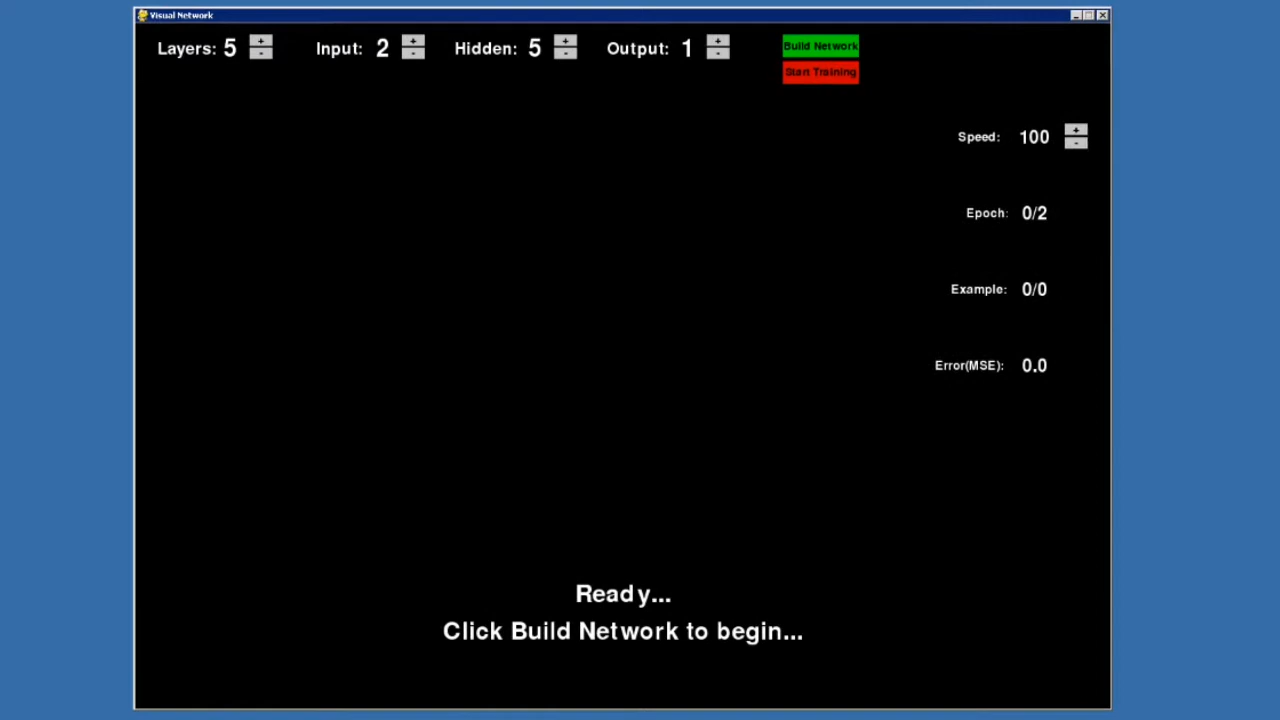 Visual Network
Layers: 5 + - Input: 2 + - Hidden: 5 + - Output: 1 + -
Build Network
Start Training
Speed: 100 + -
Epoch: 0/2
Example: 0/0
Error(MSE): 0.0
Ready...
Click Build Network to begin...